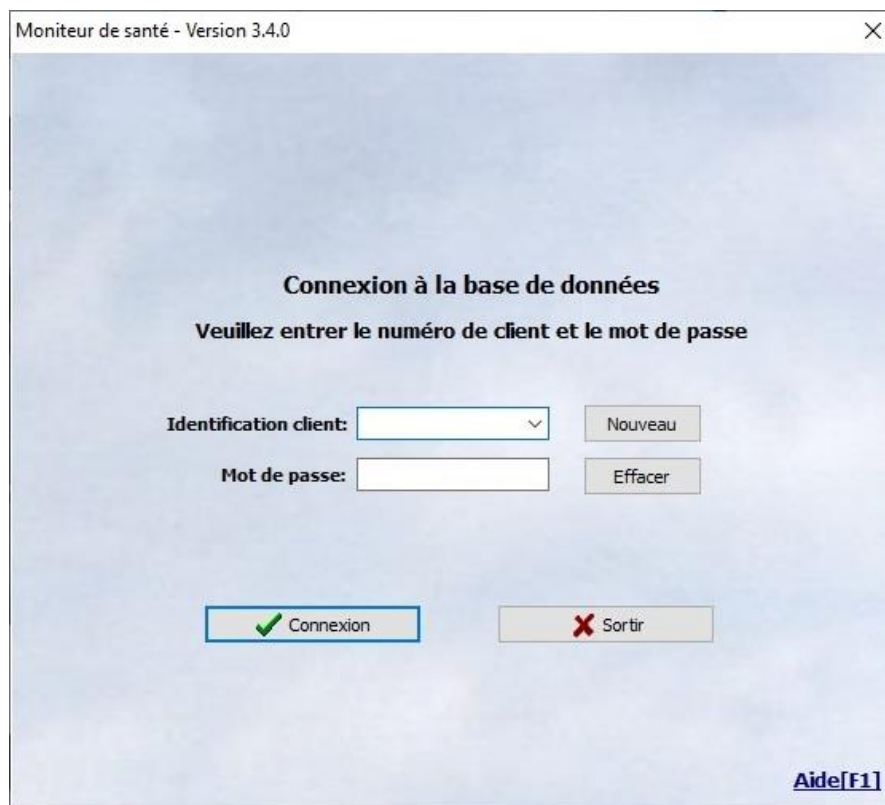 Moniteur de santé - Version 3.4.0
Connexion à la base de données
Veuillez entrer le numéro de client et le mot de passe
Identification client: Nouveau
Mot de passe: Effacer
Connexion Sortir
Aide[F1]